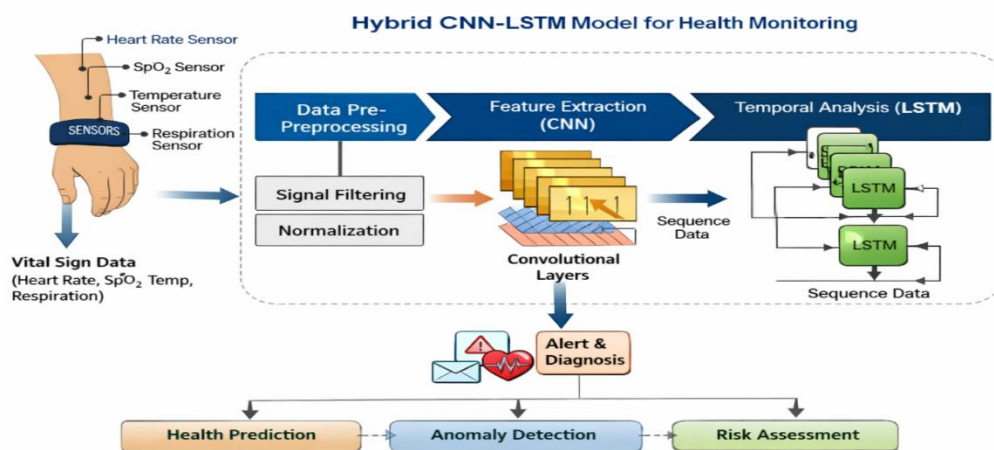 Hybrid CNN-LSTM Model for Health Monitoring
Heart Rate Sensor
SpO₂ Sensor
Temperature
Sensor
SENSORS
Respiration
Sensor
Vital Sign Data
(Heart Rate, SpO₂ Temp,
Respiration)
Data Pre-
Preprocessing
Signal Filtering
Normalization
Feature Extraction
(CNN)
Convolutional
Layers
Sequence
Data
Temporal Analysis (LSTM)
LSTM
LSTM
Sequence Data
Alert &
Diagnosis
Health Prediction
Anomaly Detection
Risk Assessment